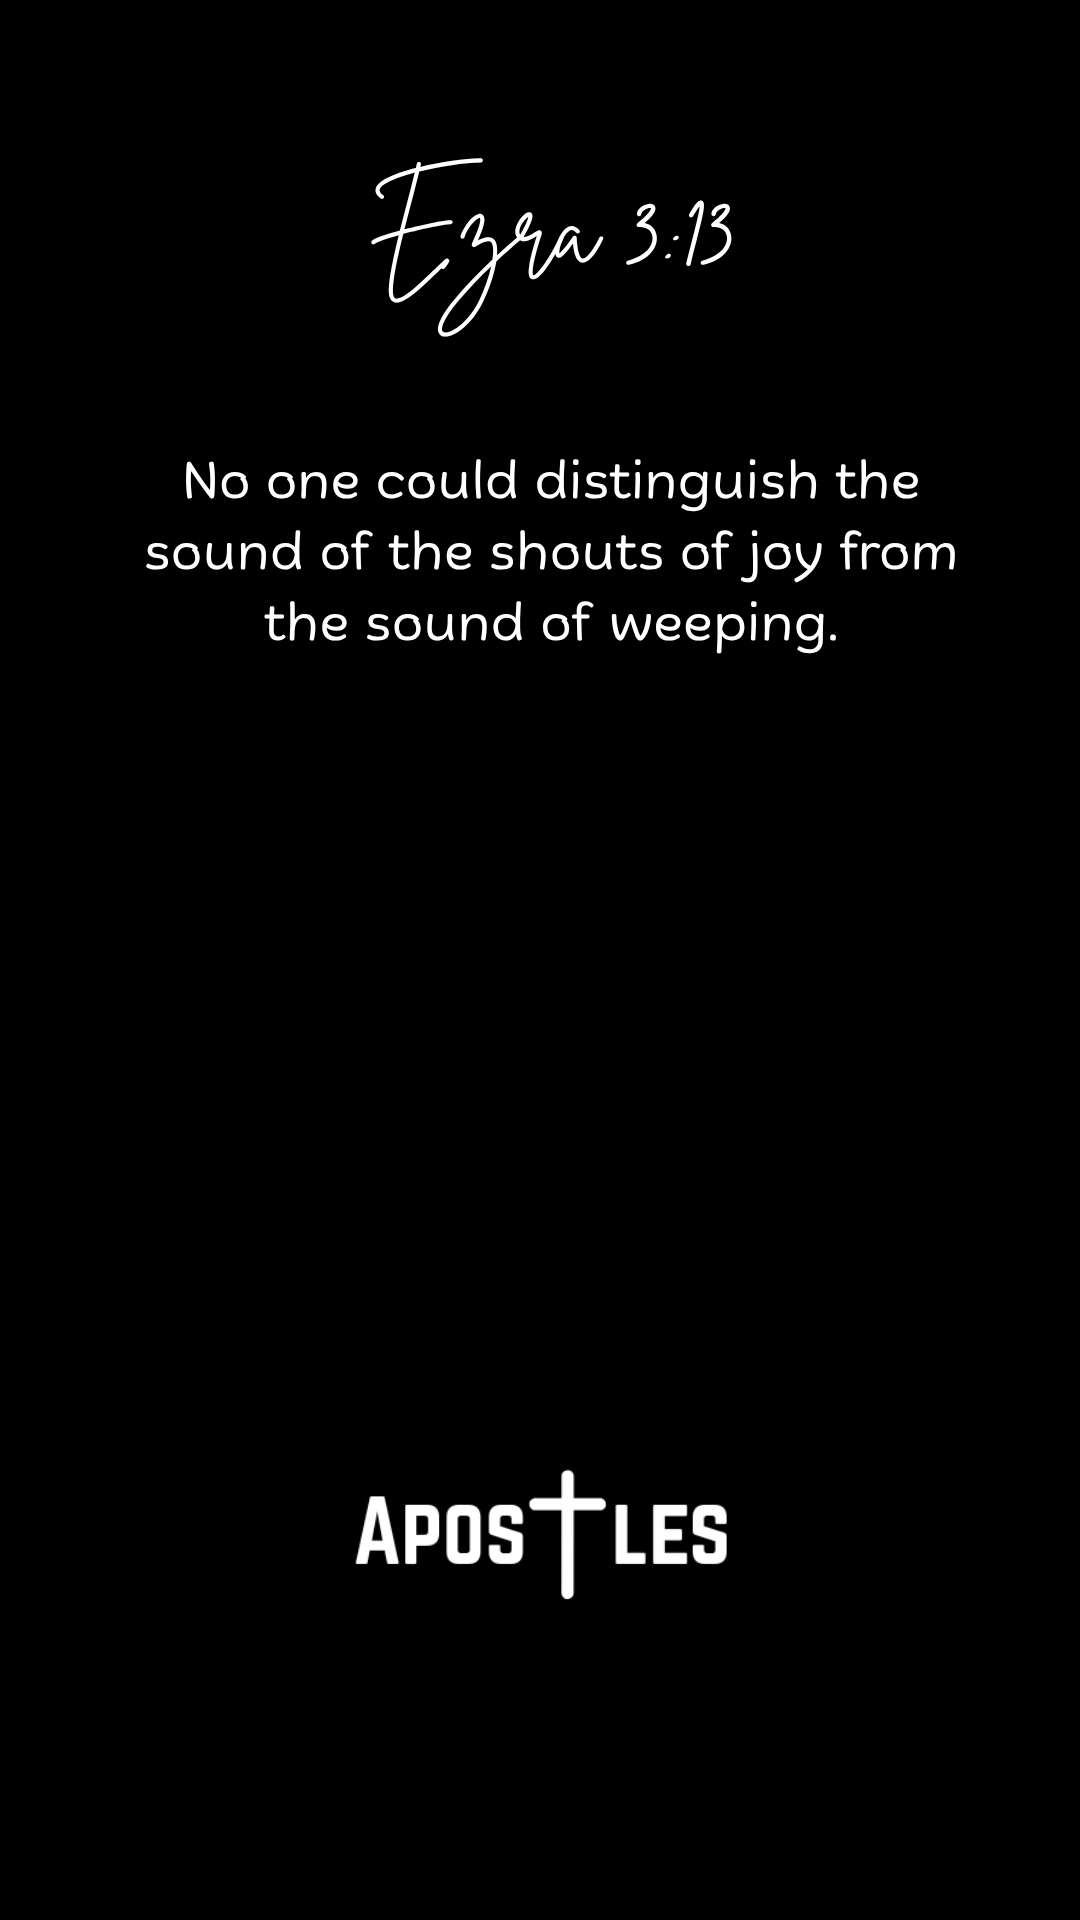 Ezra 3:13
No one could distinguish the
sound of the shouts of joy from
the sound of weeping.
Apostles